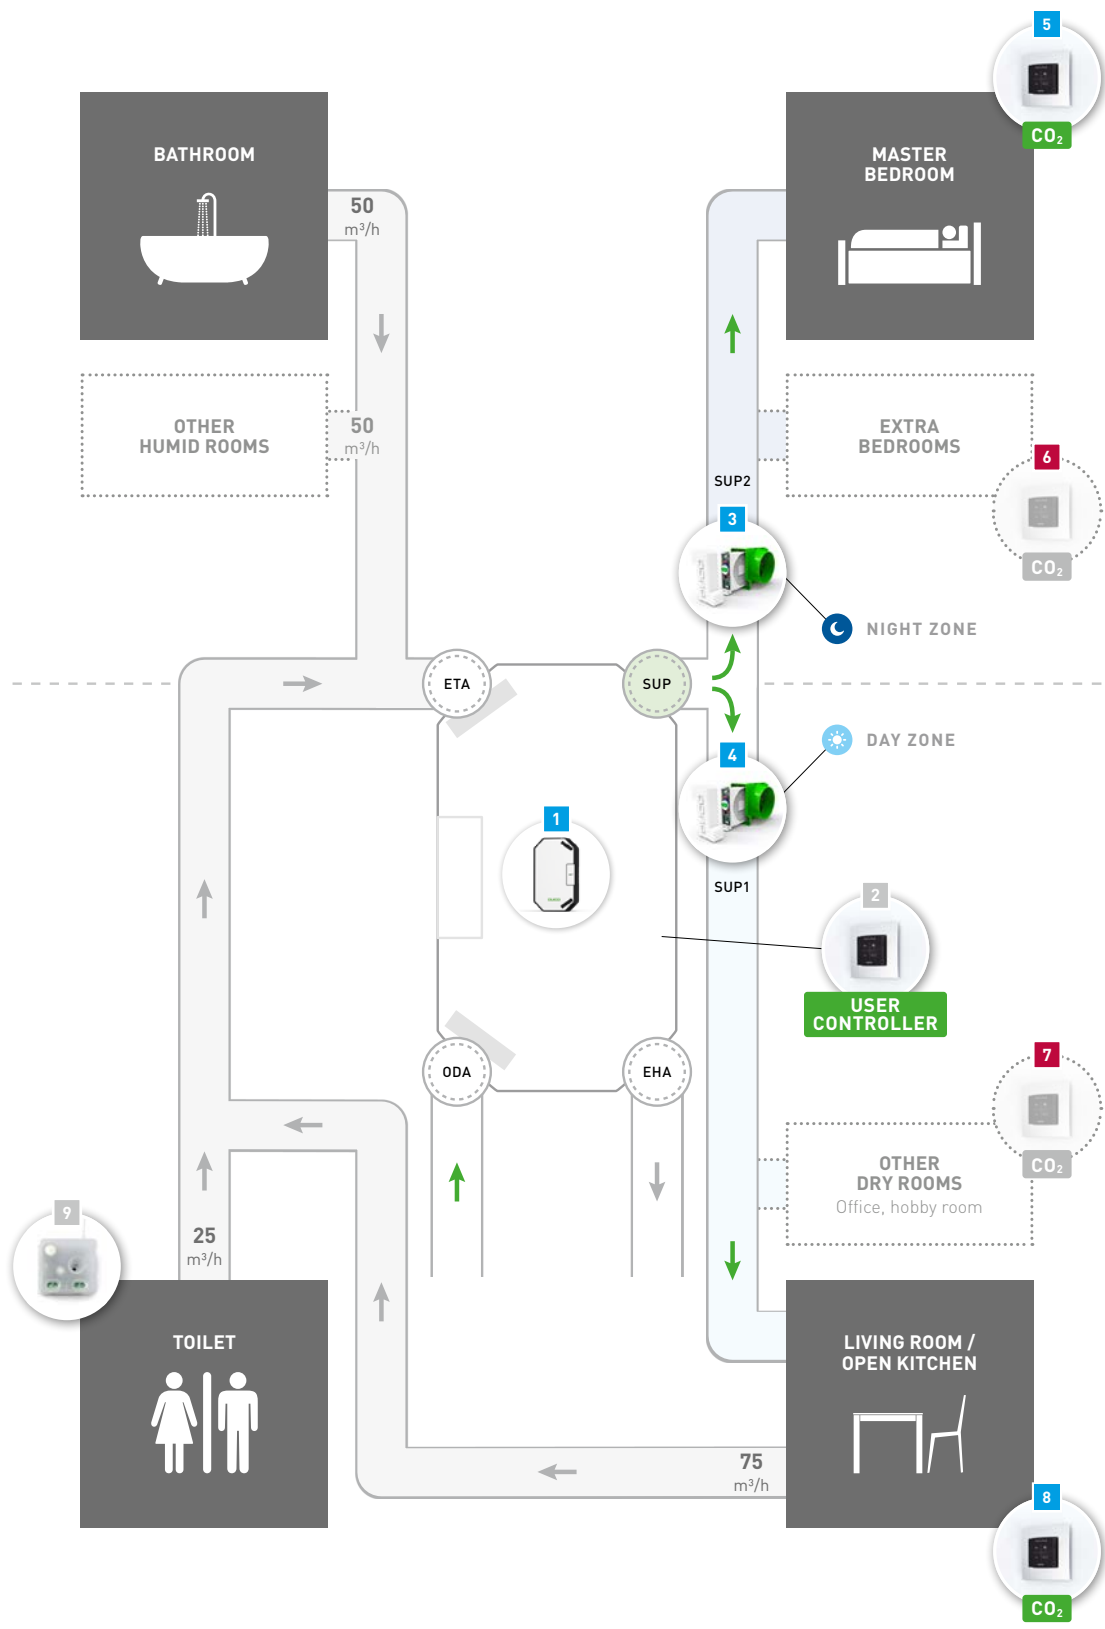 5
CO₂
BATHROOM
MASTER
BEDROOM
50
m³/h
OTHER
HUMID ROOMS
50
m³/h
EXTRA
BEDROOMS
6
CO₂
SUP2
3
NIGHT ZONE
ETA
SUP
DAY ZONE
4
1
SUP1
2
USER
CONTROLLER
ODA
EHA
7
CO₂
OTHER
DRY ROOMS
Office, hobby room
9
25
m³/h
TOILET
LIVING ROOM /
OPEN KITCHEN
75
m³/h
8
CO₂